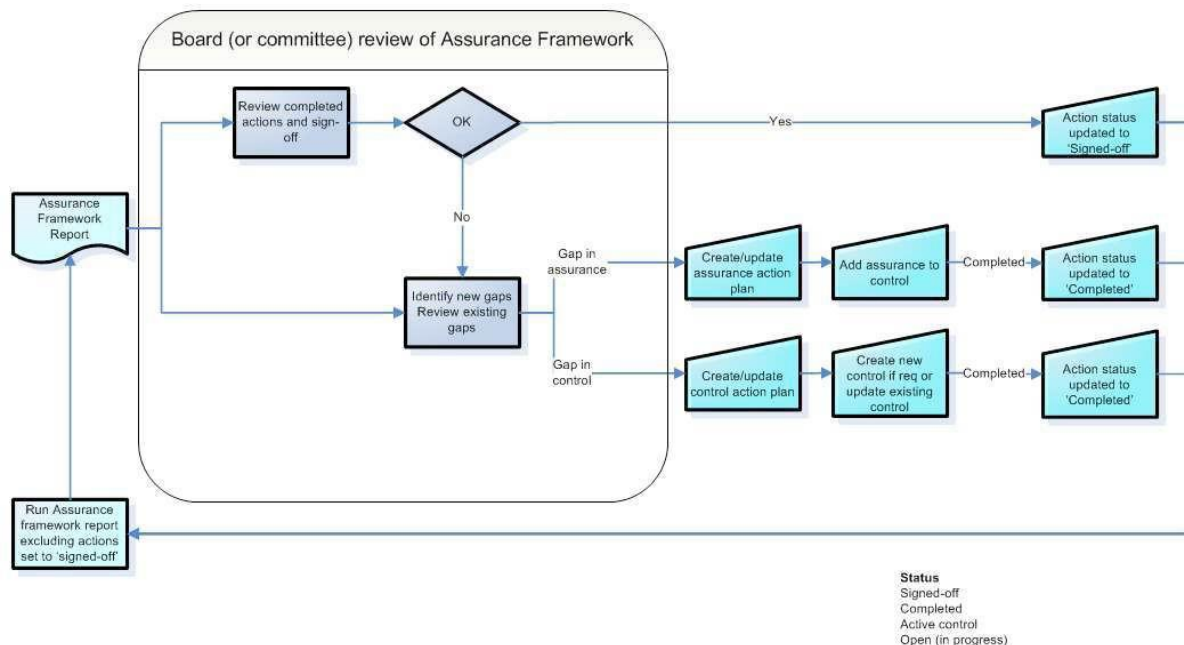 Board (or committee) review of Assurance Framework
Review completed
actions and sign-
off
OK
Yes
Action status
updated to
'Signed-off'
Assurance
Framework
Report
No
Gap in
assurance
Create/update
assurance action
plan
Add assurance to
control
Completed
Action status
updated to
'Completed'
Identify new gaps
Review existing
gaps
Gap in
control
Create/update
control action plan
Create new
control if req or
update existing
control
Completed
Action status
updated to
'Completed'
Run Assurance
framework report
excluding actions
set to 'signed-off'
Status
Signed-off
Completed
Active control
Open (in progress)